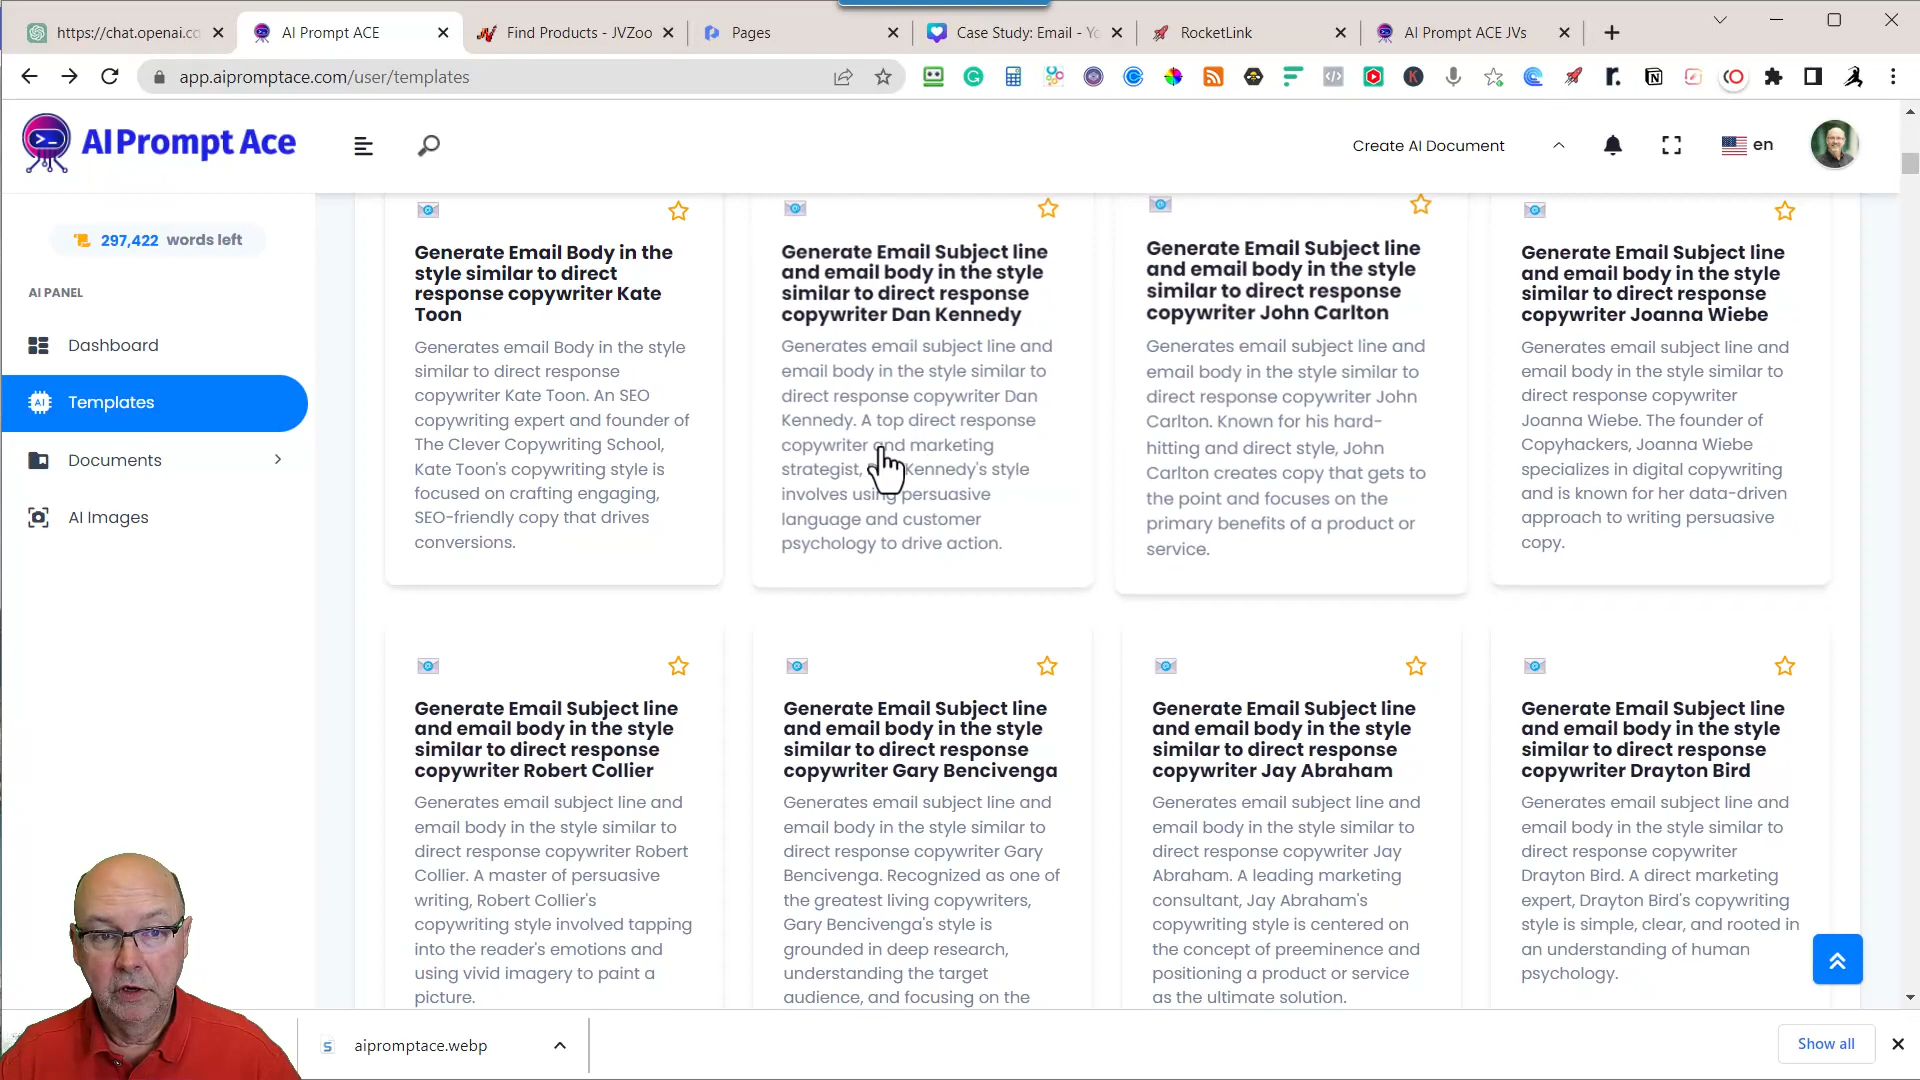 https://chat.openai.co
AI Prompt ACE
Find Products - JVZoo
Pages
Case Study: Email - Yo
RocketLink
AI Prompt ACE JVs
app.aipromptace.com/user/templates
AI Prompt Ace
Create AI Document
en
297,422 words left
AI PANEL
Dashboard
Templates
Documents
AI Images
Generate Email Body in the
style similar to direct
response copywriter Kate
Toon
Generates email Body in the style
similar to direct response
copywriter Kate Toon. An SEO
copywriting expert and founder of
The Clever Copywriting School,
Kate Toon's copywriting style is
focused on crafting engaging,
SEO-friendly copy that drives
conversions.
Generate Email Subject line
and email body in the style
similar to direct response
copywriter Dan Kennedy
Generates email subject line and
email body in the style similar to
direct response copywriter Dan
Kennedy. A top direct response
copywriter and marketing
strategist, Kennedy's style
involves using persuasive
language and customer
psychology to drive action.
Generate Email Subject line
and email body in the style
similar to direct response
copywriter John Carlton
Generates email subject line and
email body in the style similar to
direct response copywriter John
Carlton. Known for his hard-
hitting and direct style, John
Carlton creates copy that gets to
the point and focuses on the
primary benefits of a product or
service.
Generate Email Subject line
and email body in the style
similar to direct response
copywriter Joanna Wiebe
Generates email subject line and
email body in the style similar to
direct response copywriter
Joanna Wiebe. The founder of
Copyhackers, Joanna Wiebe
specializes in digital copywriting
and is known for her data-driven
approach to writing persuasive
copy.
Generate Email Subject line
and email body in the style
similar to direct response
copywriter Robert Collier
Generates email subject line and
email body in the style similar to
direct response copywriter Robert
Collier. A master of persuasive
writing, Robert Collier's
copywriting style involved tapping
into the reader's emotions and
using vivid imagery to paint a
picture.
Generate Email Subject line
and email body in the style
similar to direct response
copywriter Gary Bencivenga
Generates email subject line and
email body in the style similar to
direct response copywriter Gary
Bencivenga. Recognized as one of
the greatest living copywriters,
Gary Bencivenga's style is
grounded in deep research,
understanding the target
audience, and focusing on the
Generate Email Subject line
and email body in the style
similar to direct response
copywriter Jay Abraham
Generates email subject line and
email body in the style similar to
direct response copywriter Jay
Abraham. A leading marketing
consultant, Jay Abraham's
copywriting style is centered on
the concept of preeminence and
positioning a product or service
as the ultimate solution.
Generate Email Subject line
and email body in the style
similar to direct response
copywriter Drayton Bird
Generates email subject line and
email body in the style similar to
direct response copywriter
Drayton Bird. A direct marketing
expert, Drayton Bird's copywriting
style is simple, clear, and rooted in
an understanding of human
psychology.
aipromptace.webp
Show all